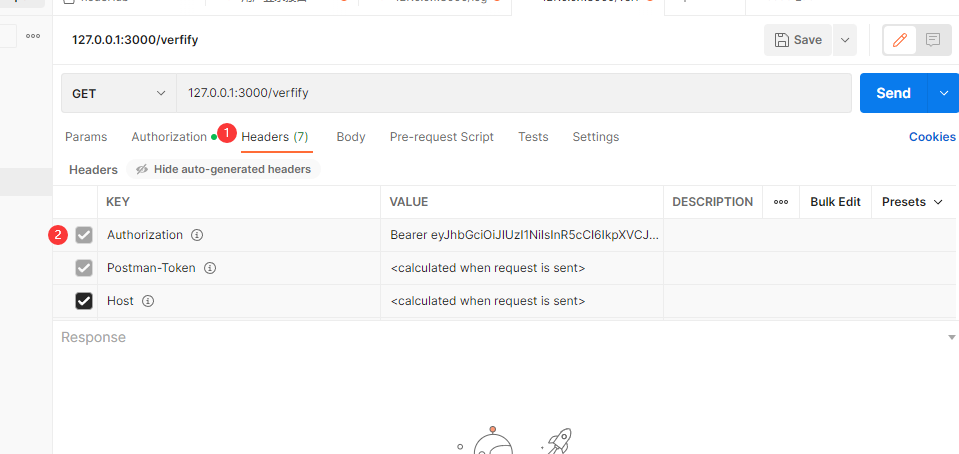 127.0.0.1:3000/verfify
Save
GET 127.0.0.1:3000/verfify Send
Params Authorization 1 Headers (7) Body Pre-request Script Tests Settings Cookies
Headers Hide auto-generated headers
KEY VALUE DESCRIPTION Bulk Edit Presets
2 Authorization Bearer eyJhbGciOiJIUzI1NiIsInR5cCI6IkpXVCJ...
Postman-Token <calculated when request is sent>
Host <calculated when request is sent>
Response